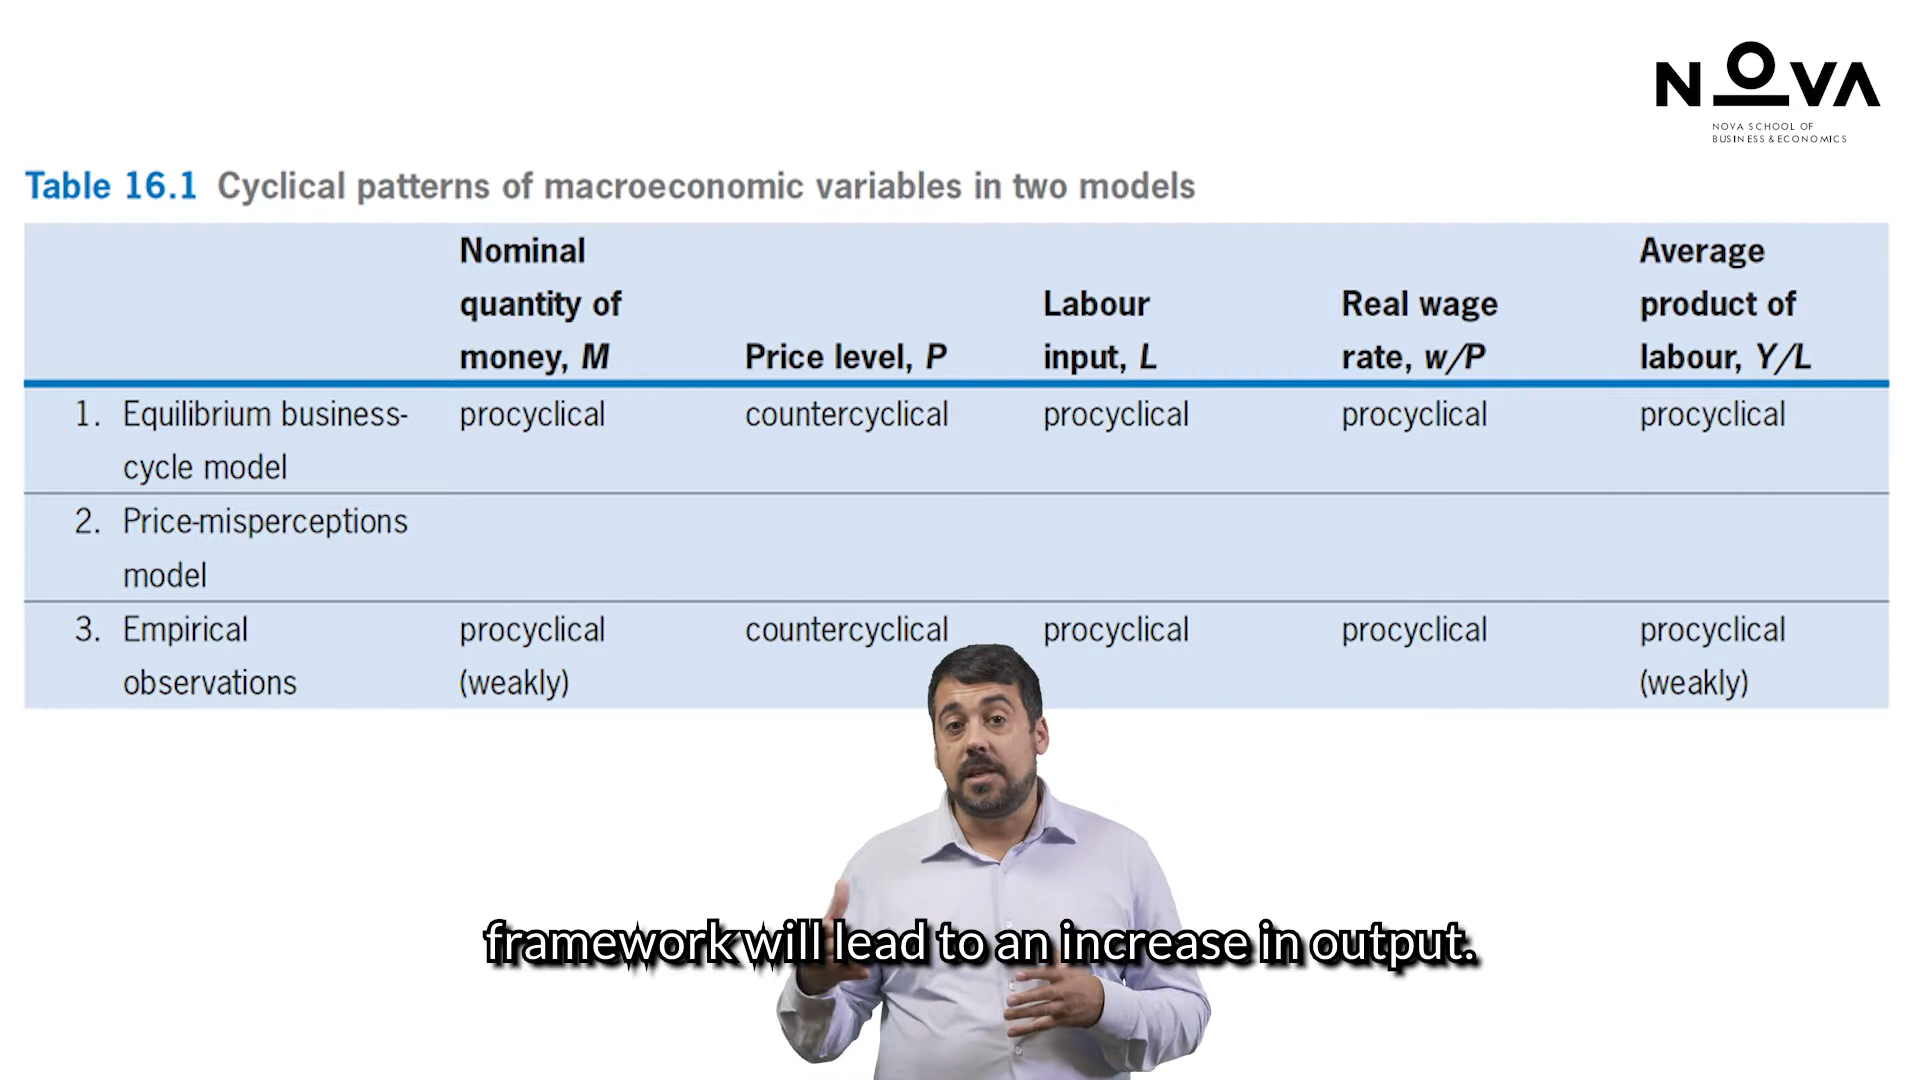 NOVA
NOVA SCHOOL OF
BUSINESS & ECONOMICS
Table 16.1 Cyclical patterns of macroeconomic variables in two models
Nominal quantity of money, M
Price level, P
Labour input, L
Real wage rate, w/P
Average product of labour, Y/L
1. Equilibrium business-cycle model procyclical countercyclical procyclical procyclical procyclical
2. Price-misperceptions model
3. Empirical observations procyclical (weakly) countercyclical procyclical procyclical procyclical (weakly)
framework will lead to an increase in output.